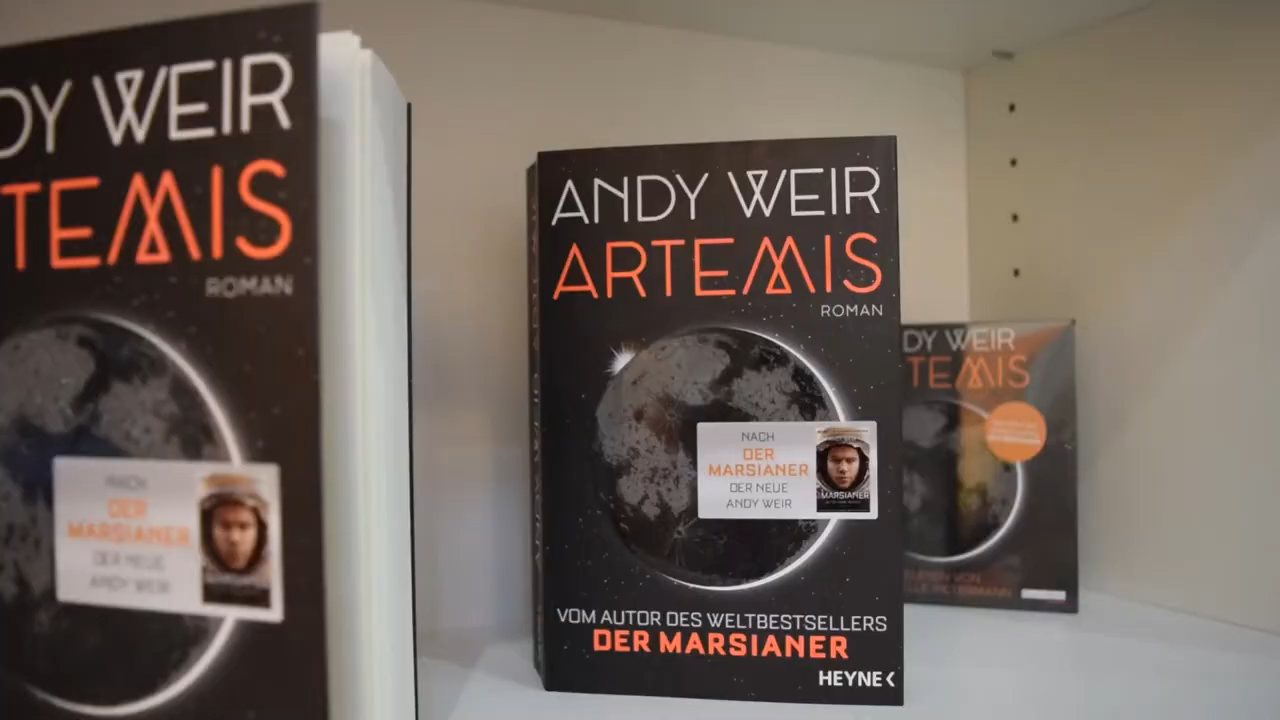 DY WEIR
TEMIS
ROMAN
NACH
DER
MARSIANER
DER NEUE
ANDY WEIR
ANDY WEIR
ARTEMIS
ROMAN
NACH
DER
MARSIANER
DER NEUE
ANDY WEIR
MARSIANER
VOM AUTOR DES WELTBESTSELLERS
DER MARSIANER
HEYNE
DY WEIR
TEMIS